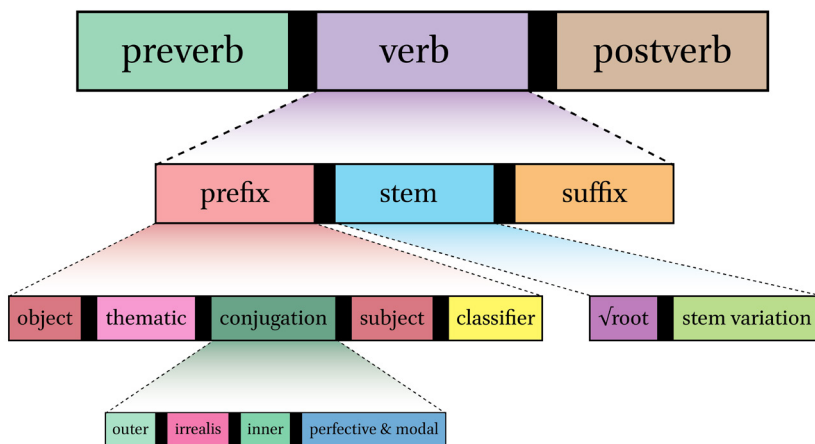 preverb verb postverb
prefix stem suffix
object thematic conjugation subject classifier √root stem variation
outer irrealis inner perfective & modal